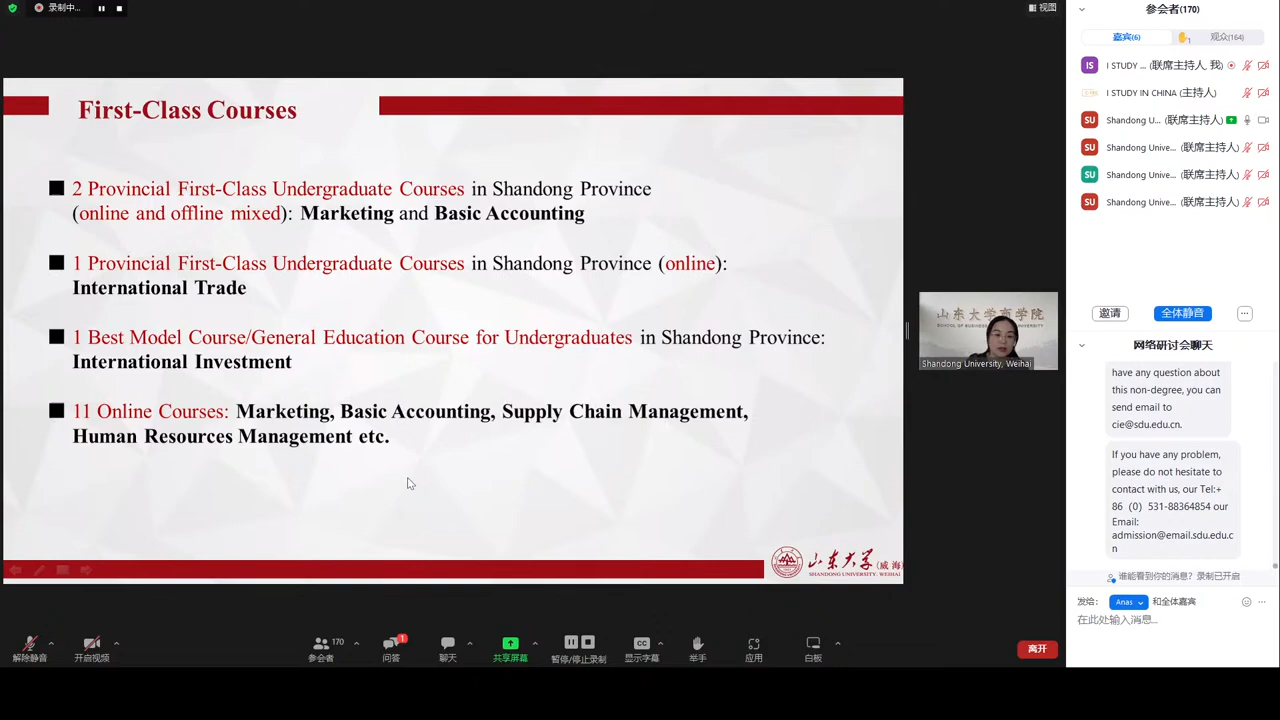 录制中...
视图
First-Class Courses
2 Provincial First-Class Undergraduate Courses in Shandong Province
(online and offline mixed): Marketing and Basic Accounting
1 Provincial First-Class Undergraduate Courses in Shandong Province (online):
International Trade
1 Best Model Course/General Education Course for Undergraduates in Shandong Province:
International Investment
11 Online Courses: Marketing, Basic Accounting, Supply Chain Management,
Human Resources Management etc.
山东大学(威海)
SHANDONG UNIVERSITY, WEIHAI
山东大学商学院
Shandong University, Weihai
参会者(170)
嘉宾(6)
1
观众(164)
IS
I STUDY ... (联席主持人, 我)
I STUDY IN CHINA (主持人)
SU
Shandong U... (联席主持人)
SU
Shandong Unive... (联席主持人)
SU
Shandong Unive... (联席主持人)
SU
Shandong Unive... (联席主持人)
邀请
全体静音
...
网络研讨会聊天
have any question about
this non-degree, you can
send email to
cie@sdu.edu.cn.
If you have any problem,
please do not hesitate to
contact with us, our Tel:+
86（0）531-88364854 our
Email:
admission@email.sdu.edu.c
n
谁能看到你的消息? 录制已开启
发给: Anas 和全体嘉宾
在此处输入消息...
解除静音
开启视频
170
参会者
1
问答
聊天
共享屏幕
暂停/停止录制
CC
显示字幕
举手
应用
白板
离开